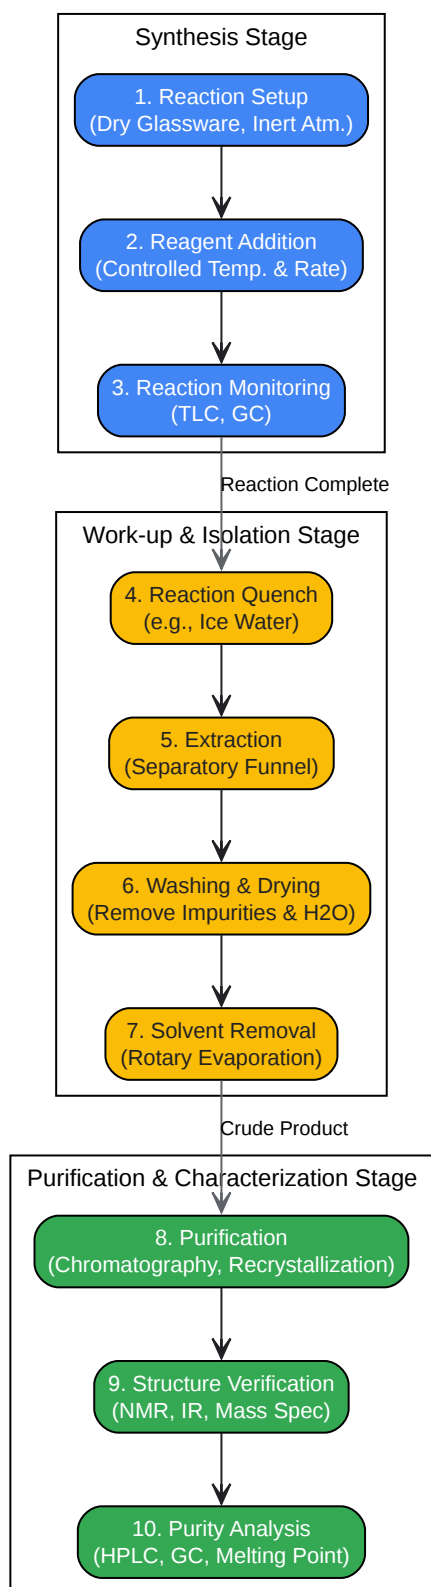 Synthesis Stage
1. Reaction Setup
(Dry Glassware, Inert Atm.)
2. Reagent Addition
(Controlled Temp. & Rate)
3. Reaction Monitoring
(TLC, GC)
Reaction Complete
Work-up & Isolation Stage
4. Reaction Quench
(e.g., Ice Water)
5. Extraction
(Separatory Funnel)
6. Washing & Drying
(Remove Impurities & H2O)
7. Solvent Removal
(Rotary Evaporation)
Crude Product
Purification & Characterization Stage
8. Purification
(Chromatography, Recrystallization)
9. Structure Verification
(NMR, IR, Mass Spec)
10. Purity Analysis
(HPLC, GC, Melting Point)